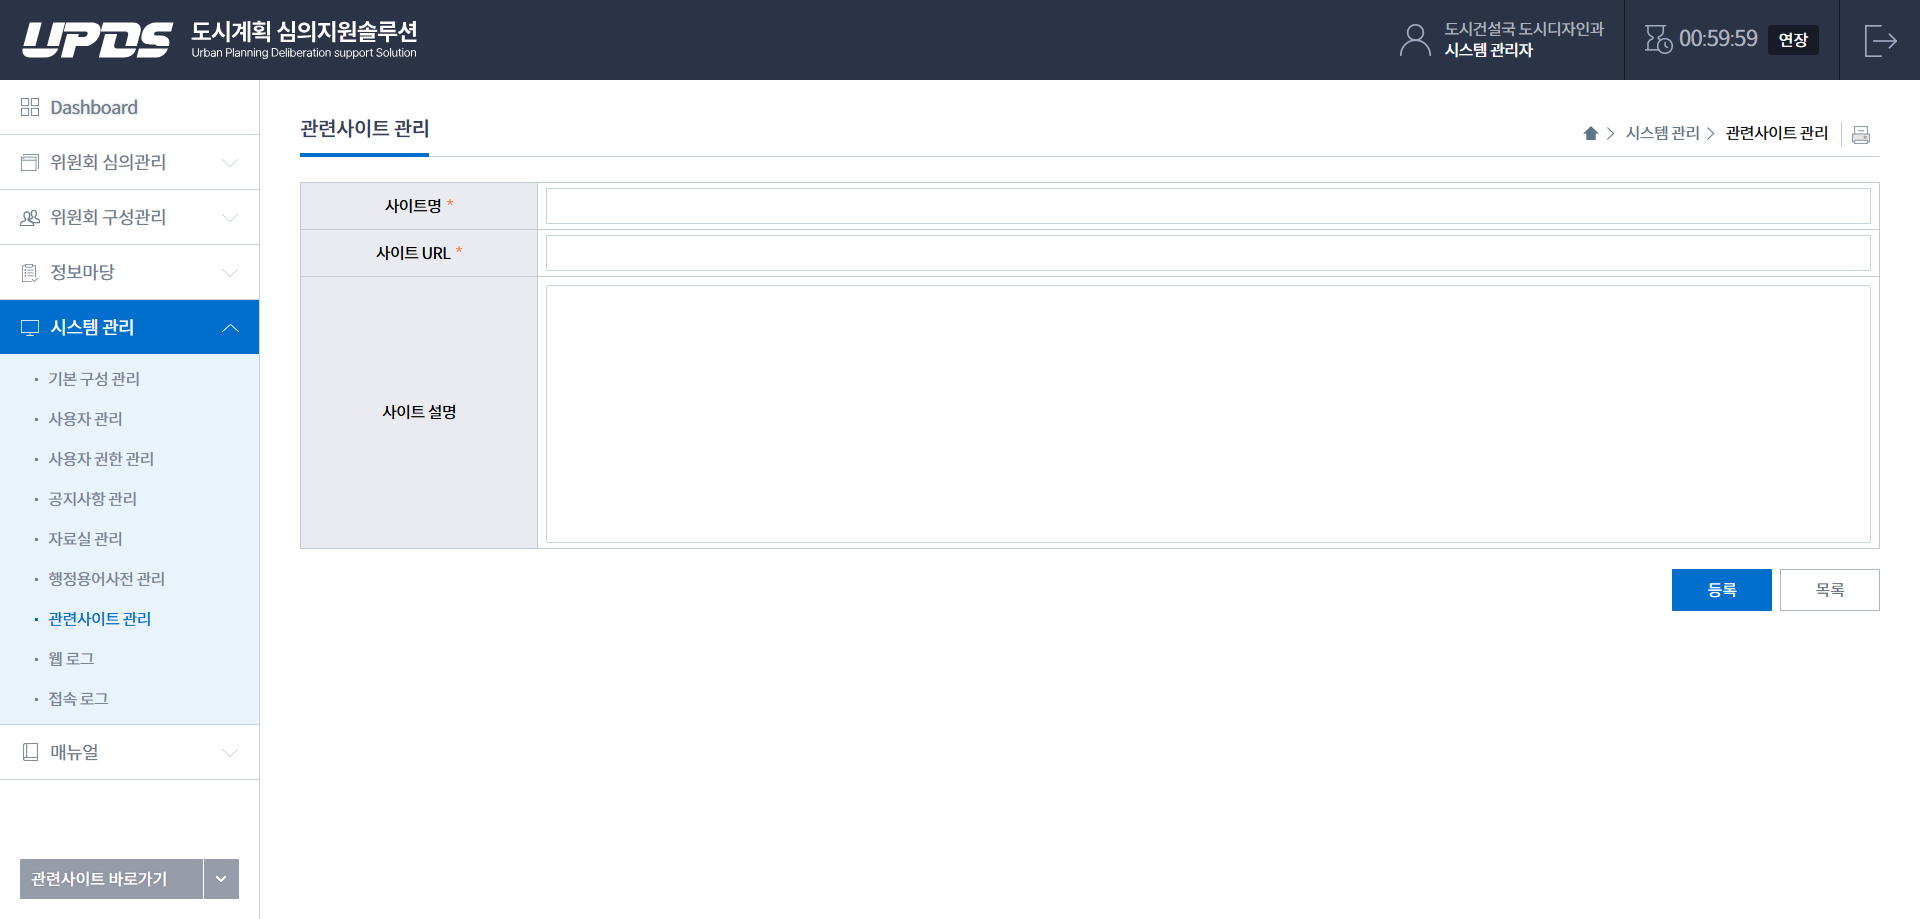 UPDS 도시계획 심의지원솔루션
Urban Planning Deliberation support Solution
도시건설국 도시디자인과
시스템 관리자
00:59:59 연장
Dashboard
위원회 심의관리
위원회 구성관리
정보마당
시스템 관리
기본 구성 관리
사용자 관리
사용자 권한 관리
공지사항 관리
자료실 관리
행정용어사전 관리
관련사이트 관리
웹 로그
접속 로그
매뉴얼
관련사이트 바로가기
관련사이트 관리
시스템 관리 관련사이트 관리
사이트명 *
사이트 URL *
사이트 설명
등록 목록